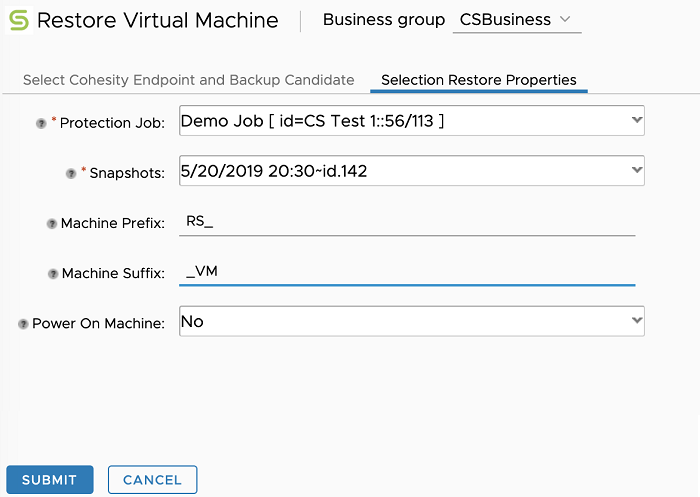 Restore Virtual Machine Business group CSBusiness
Select Cohesity Endpoint and Backup Candidate Selection Restore Properties
? * Protection Job: Demo Job [ id=CS Test 1::56/113 ]
? * Snapshots: 5/20/2019 20:30~id.142
? Machine Prefix: RS_
? Machine Suffix: _VM
? Power On Machine: No
SUBMIT CANCEL